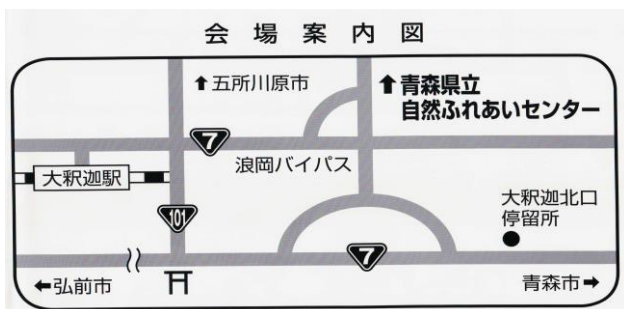 会場案内図
↑五所川原市
↑青森県立
自然ふれあいセンター
7
浪岡バイパス
大釈迦駅
101
大釈迦北口
停留所
7
←弘前市
青森市→